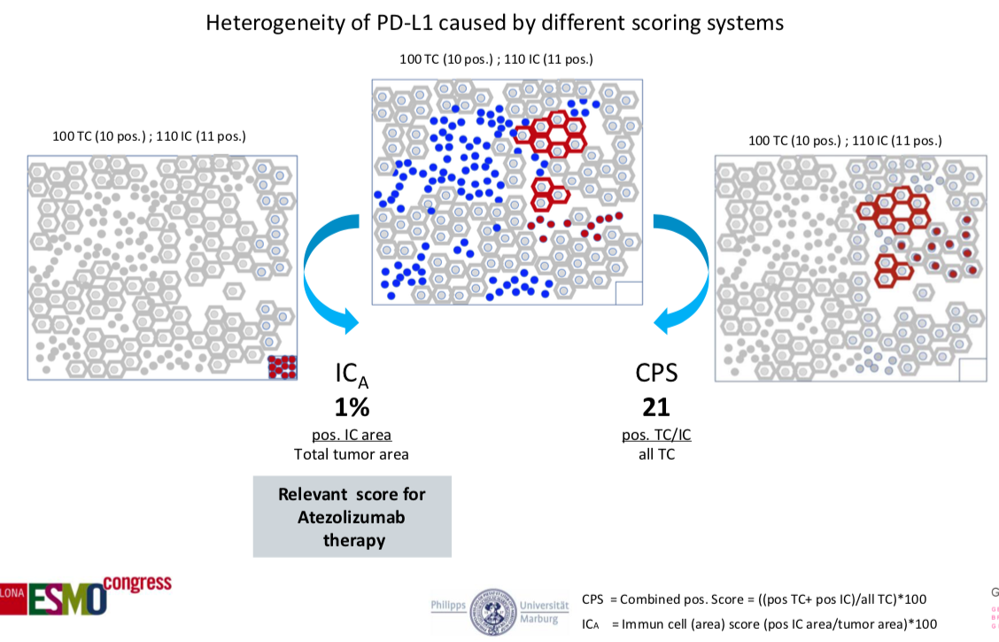 Heterogeneity of PD-L1 caused by different scoring systems
100 TC (10 pos.) ; 110 IC (11 pos.)
100 TC (10 pos.) ; 110 IC (11 pos.)
100 TC (10 pos.) ; 110 IC (11 pos.)
ICA
1%
pos. IC area
Total tumor area
CPS
21
pos. TC/IC
all TC
Relevant score for
Atezolizumab
therapy
LONA ESMO congress
Philipps Universität
Marburg
CPS = Combined pos. Score = ((pos TC+ pos IC)/all TC)*100
ICA = Immun cell (area) score (pos IC area/tumor area)*100
G